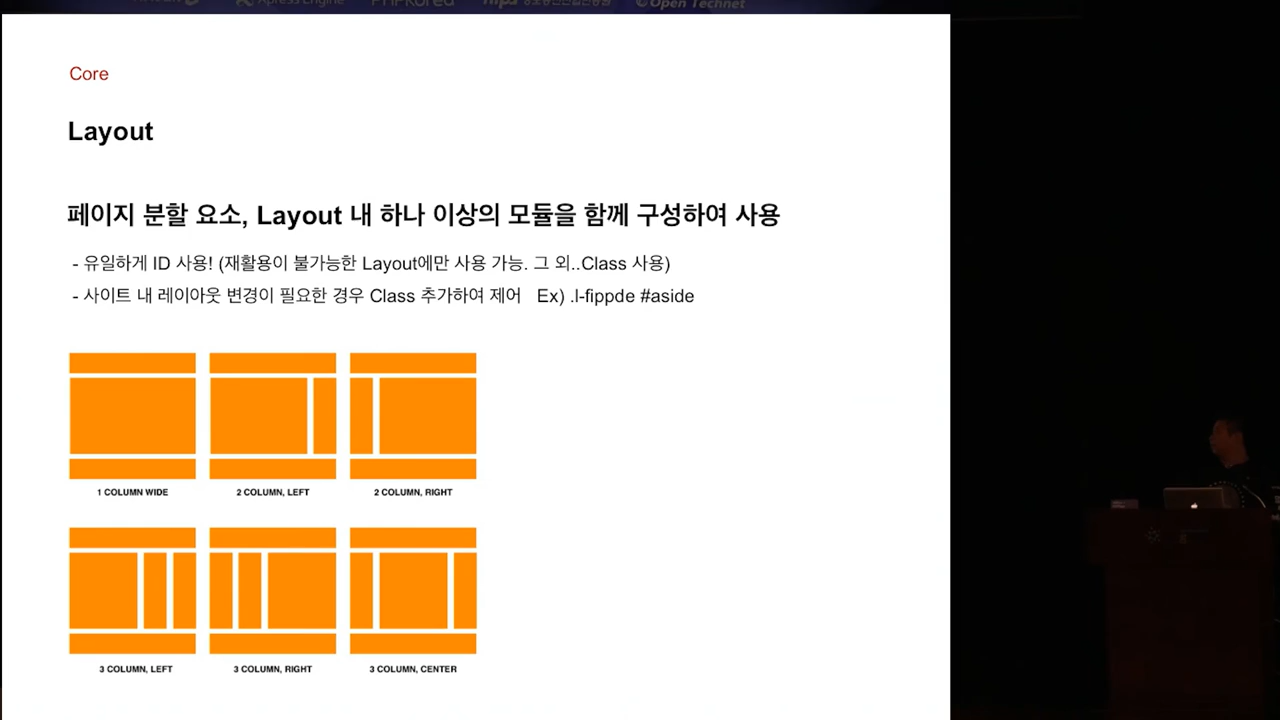 Xpress Engine PHPKorea Open Technet
Core
Layout
페이지 분할 요소, Layout 내 하나 이상의 모듈을 함께 구성하여 사용
- 유일하게 ID 사용! (재활용이 불가능한 Layout에만 사용 가능. 그 외..Class 사용)
- 사이트 내 레이아웃 변경이 필요한 경우 Class 추가하여 제어 Ex) .l-fippde #aside
1 COLUMN WIDE
2 COLUMN, LEFT
2 COLUMN, RIGHT
3 COLUMN, LEFT
3 COLUMN, RIGHT
3 COLUMN, CENTER